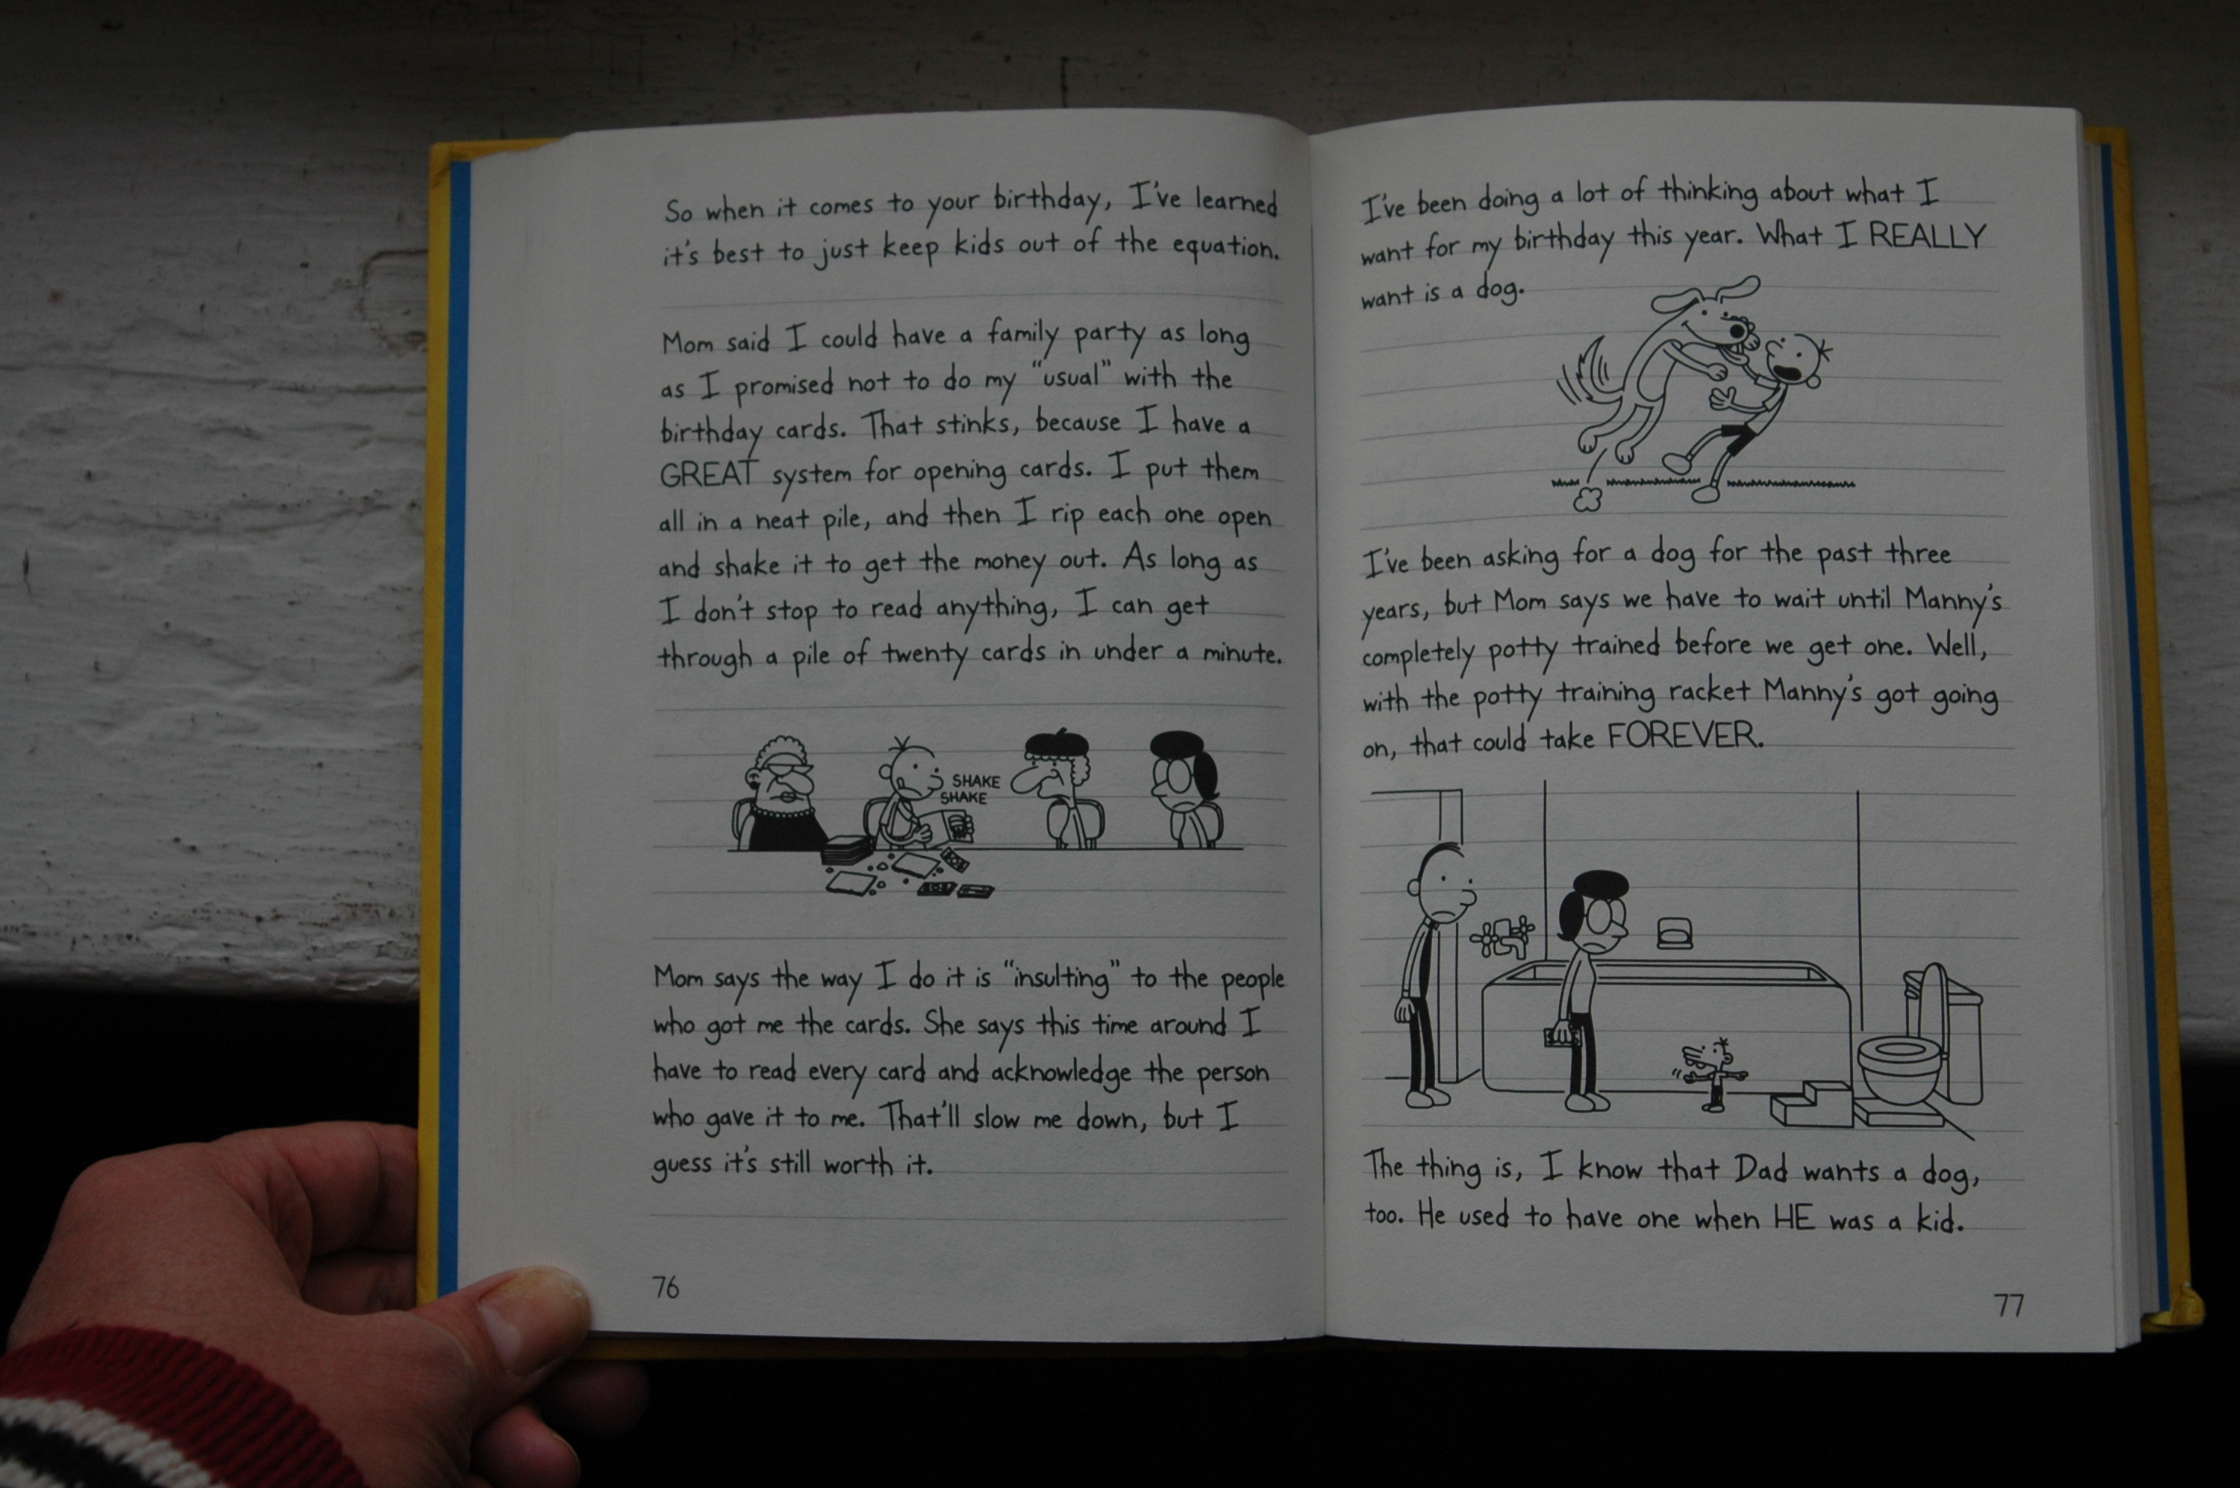 So when it comes to your birthday, I've learned
it's best to just keep kids out of the equation.
Mom said I could have a family party as long
as I promised not to do my "usual" with the
birthday cards. That stinks, because I have a
GREAT system for opening cards. I put them
all in a neat pile, and then I rip each one open
and shake it to get the money out. As long as
I don't stop to read anything, I can get
through a pile of twenty cards in under a minute.
SHAKE
SHAKE
Mom says the way I do it is "insulting" to the people
who got me the cards. She says this time around I
have to read every card and acknowledge the person
who gave it to me. That'll slow me down, but I
guess it's still worth it.
76
I've been doing a lot of thinking about what I
want for my birthday this year. What I REALLY
want is a dog.
I've been asking for a dog for the past three
years, but Mom says we have to wait until Manny's
completely potty trained before we get one. Well,
with the potty training racket Manny's got going
on, that could take FOREVER.
The thing is, I know that Dad wants a dog,
too. He used to have one when HE was a kid.
77